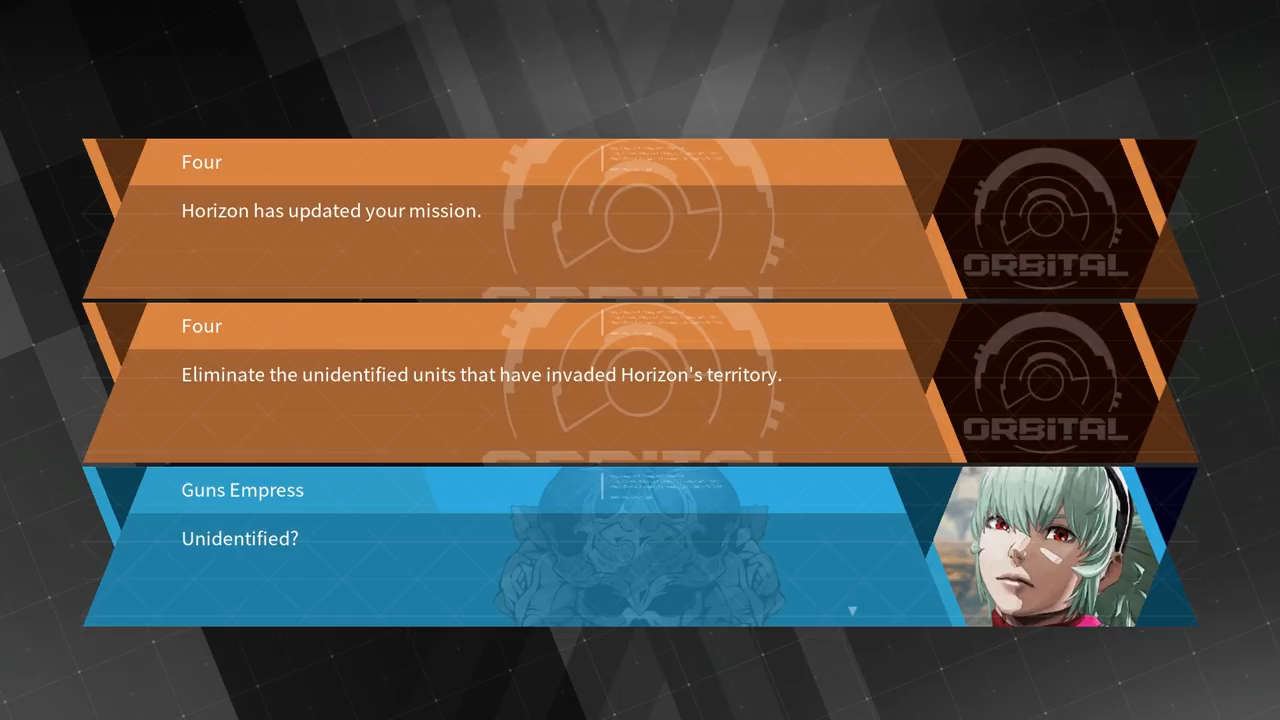 Four
Horizon has updated your mission.
ORBITAL
Four
Eliminate the unidentified units that have invaded Horizon's territory.
ORBITAL
Guns Empress
Unidentified?